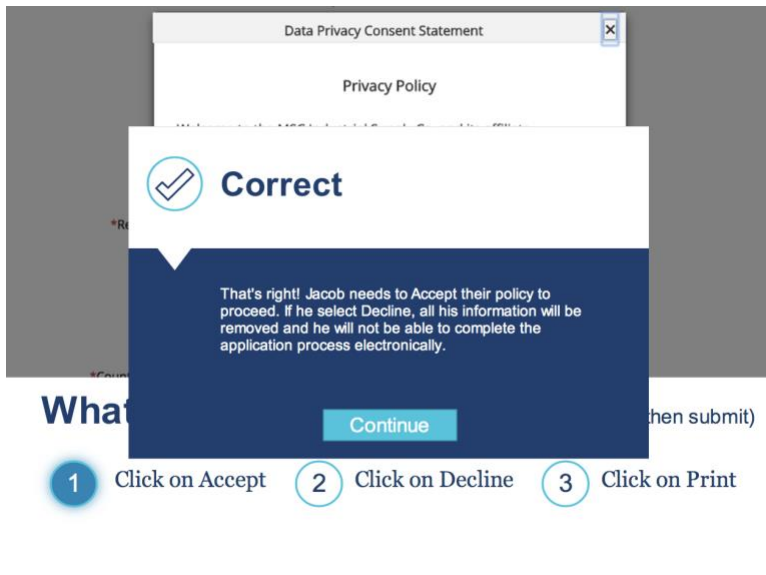 Data Privacy Consent Statement
Privacy Policy
Correct
*Re
That's right! Jacob needs to Accept their policy to
proceed. If he select Decline, all his information will be
removed and he will not be able to complete the
application process electronically.
*Coun
What
then submit)
Continue
1 Click on Accept 2 Click on Decline 3 Click on Print